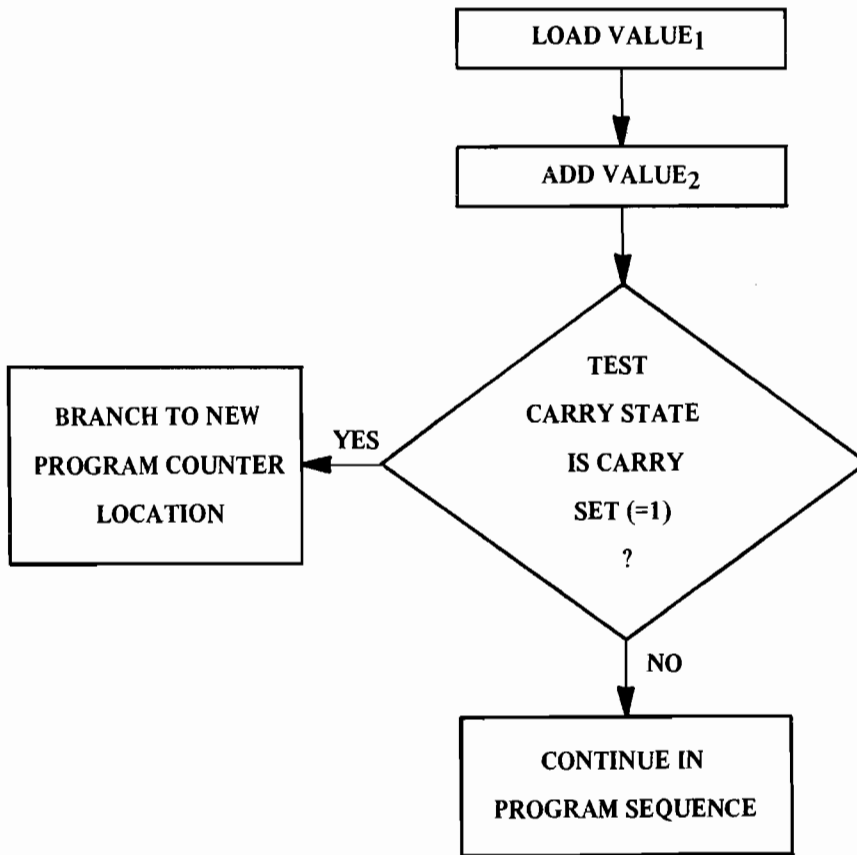 LOAD VALUE1
ADD VALUE2
TEST
CARRY STATE
IS CARRY
SET (=1)
?
YES
BRANCH TO NEW
PROGRAM COUNTER
LOCATION
NO
CONTINUE IN
PROGRAM SEQUENCE